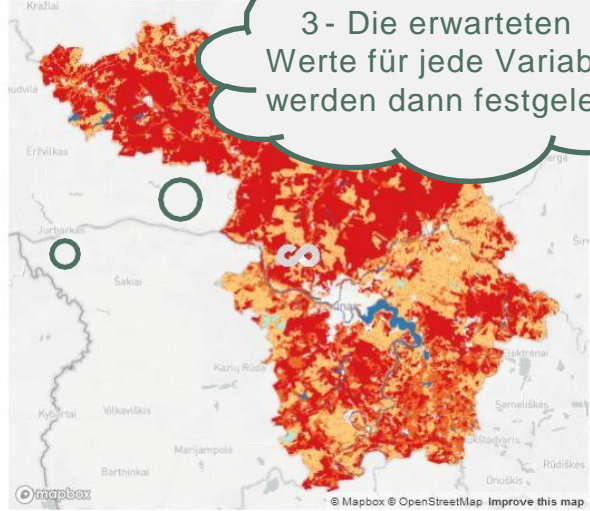 Kražiai
3 - Die erwarteten
Werte für jede Variab
werden dann festgele
Eržvilkas
Jurbarkas
Šakiai
Kazlų Rūda
Elektrėnai
Kybartai
Vilkaviškis
Semeliškės
Marijampolė
Bartninkai
Rūdiškės
Onuškis
mapbox
© Mapbox © OpenStreetMap Improve this map